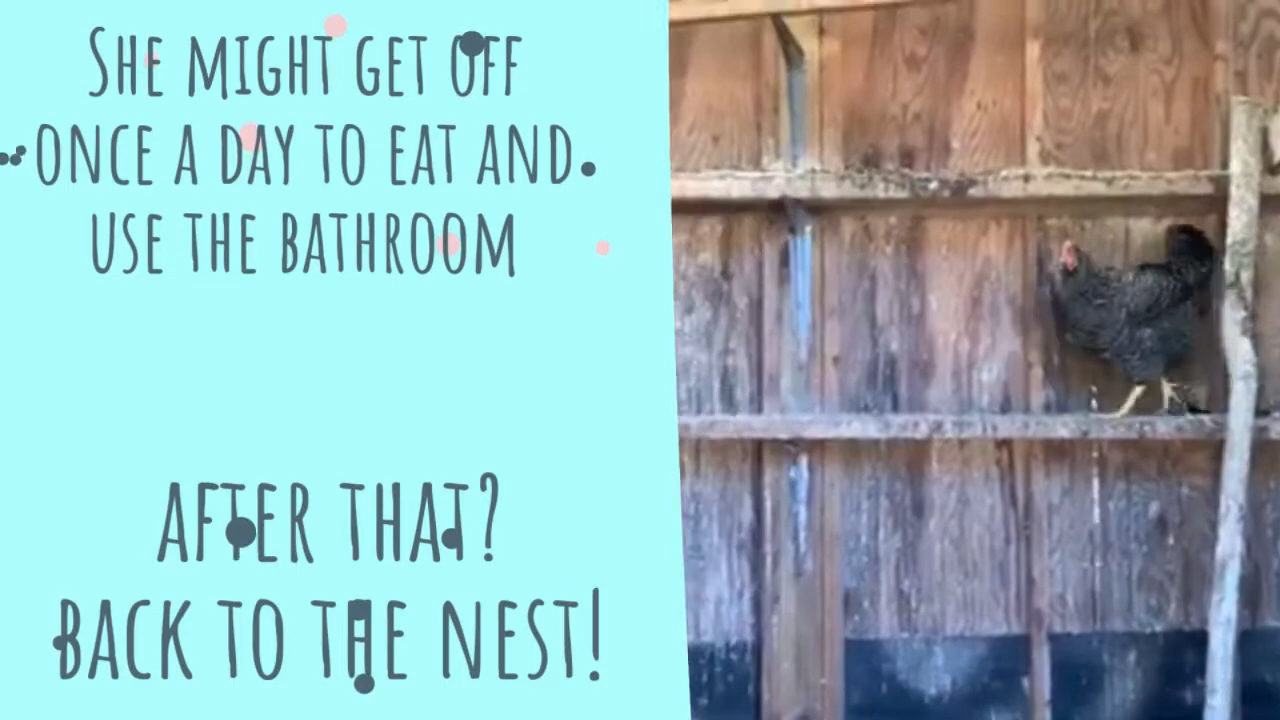 She might get off
once a day to eat and
use the bathroom
After that?
Back to the nest!